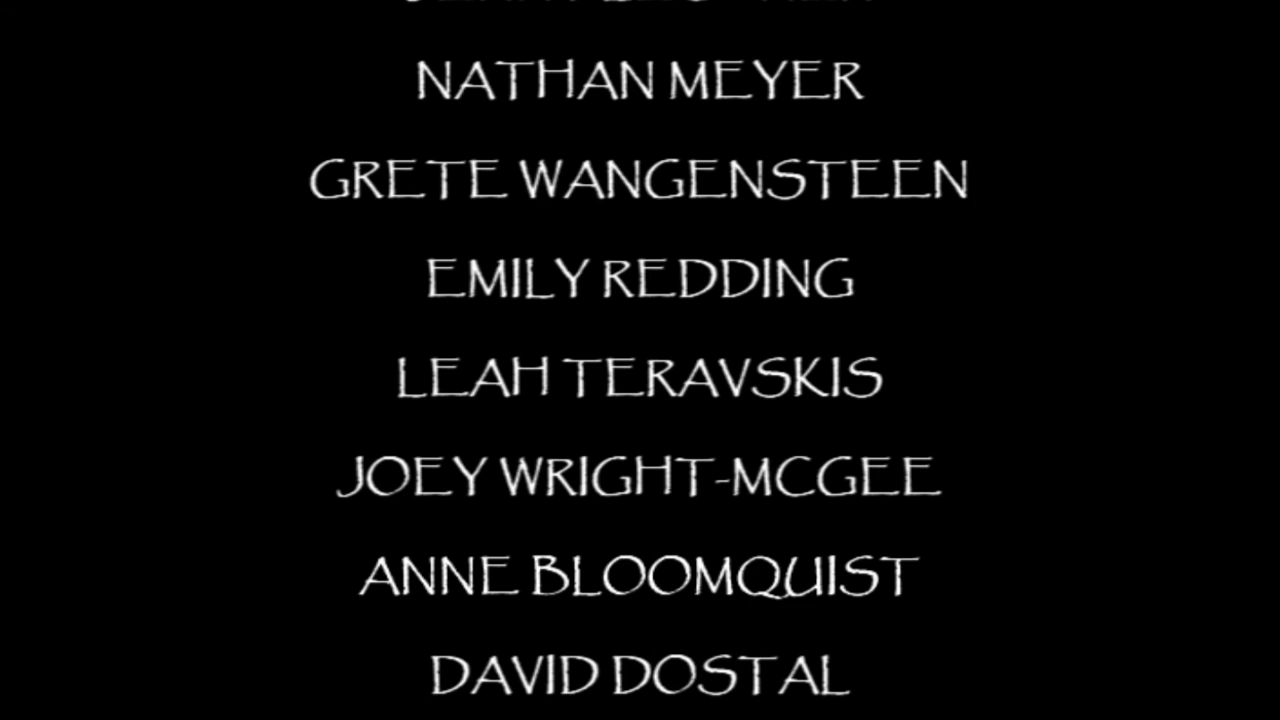 NATHAN MEYER
GRETE WANGENSTEEN
EMILY REDDING
LEAH TERAVSKIS
JOEY WRIGHT-MCGEE
ANNE BLOOMQUIST
DAVID DOSTAL